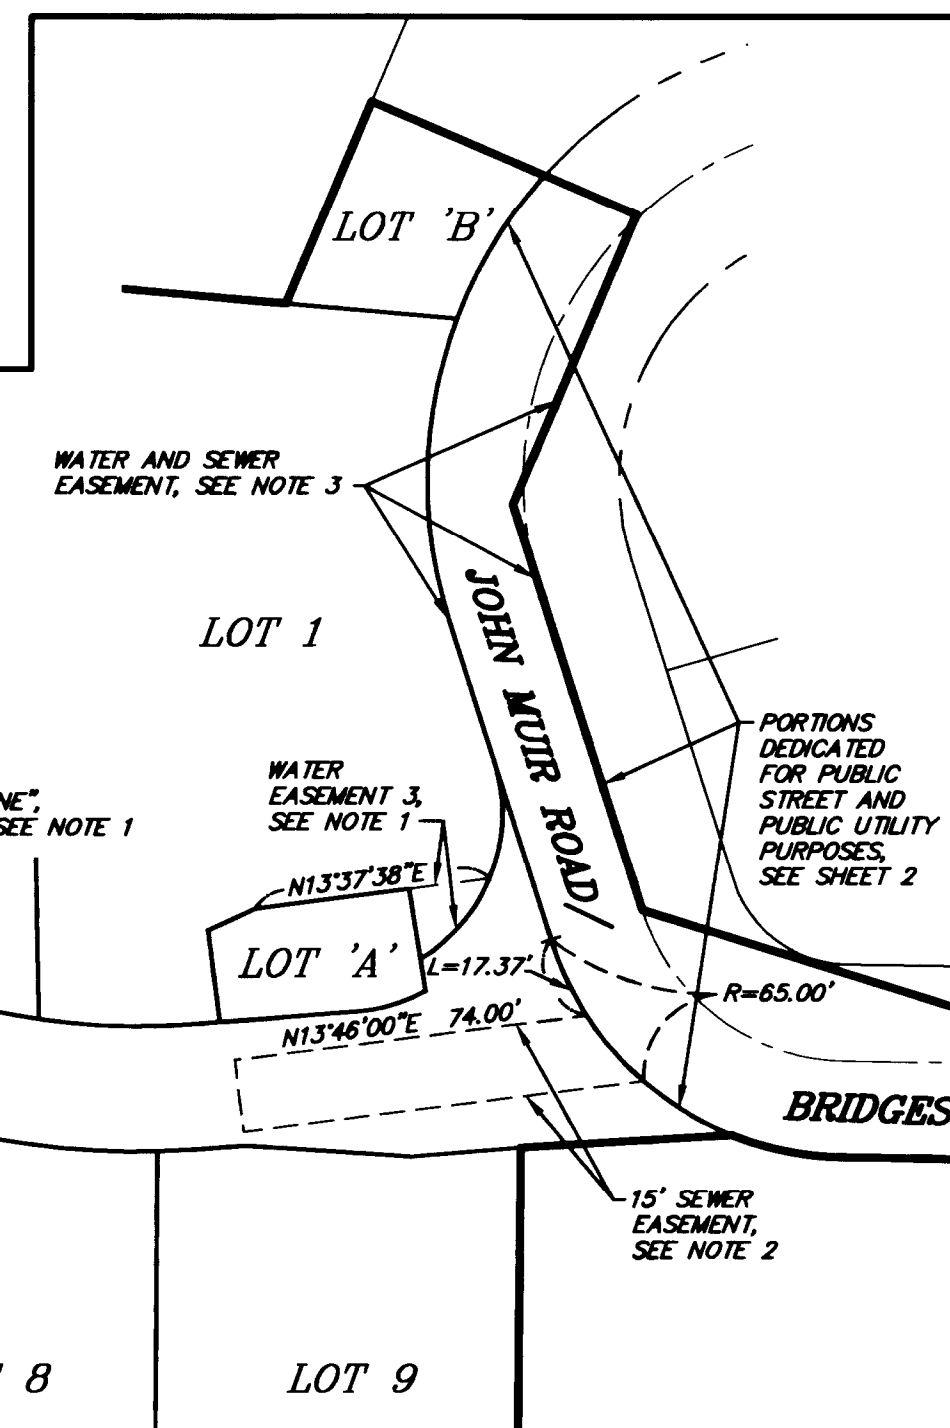 LOT 'B'
WATER AND SEWER
EASEMENT, SEE NOTE 3
LOT 1
JOHN MUIR ROAD
PORTIONS
DEDICATED
FOR PUBLIC
STREET AND
PUBLIC UTILITY
PURPOSES,
SEE SHEET 2
WATER
EASEMENT 3,
SEE NOTE 1
NE",
SEE NOTE 1
N13°37'38"E
LOT 'A'
L=17.37'
R=65.00'
N13°46'00"E 74.00'
BRIDGES
15' SEWER
EASEMENT,
SEE NOTE 2
8
LOT 9